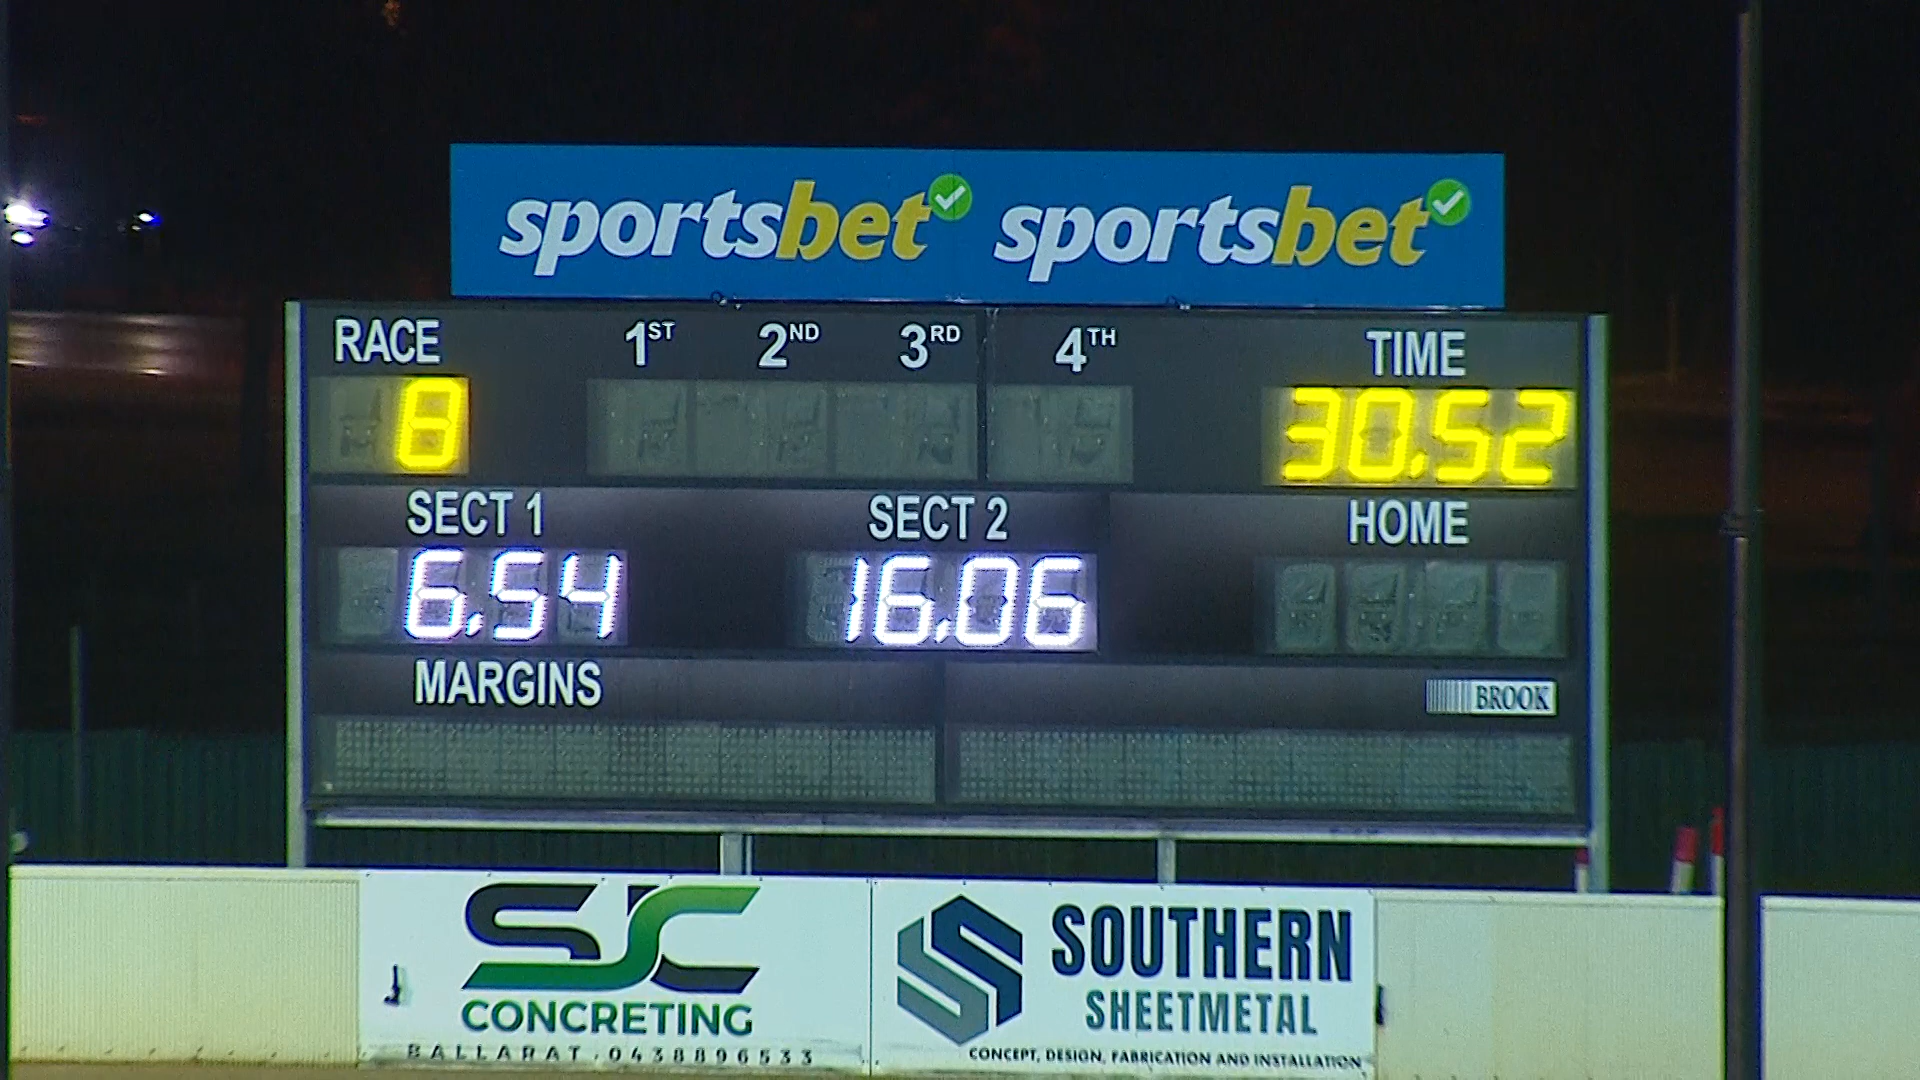 sportsbet sportsbet
RACE 1ST 2ND 3RD 4TH TIME
8 30.52
SECT 1 SECT 2 HOME
6.54 16.06
MARGINS BROOK
SJC SOUTHERN
CONCRETING SHEETMETAL
BALLARAT. 0438896533 CONCEPT, DESIGN, FABRICATION AND INSTALLATION